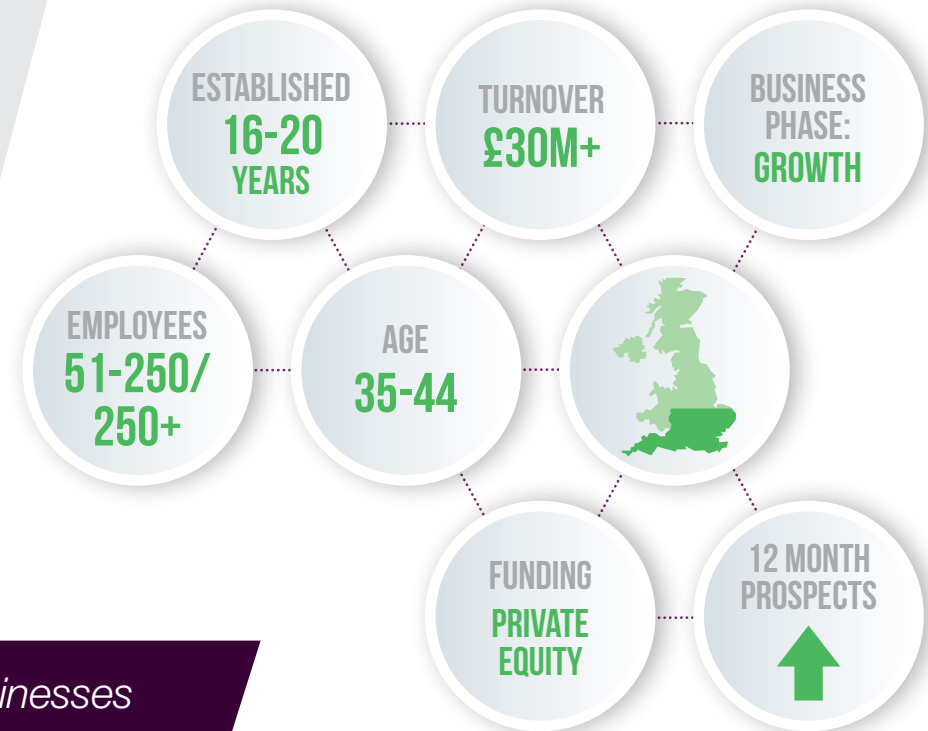 ESTABLISHED
16-20
YEARS
TURNOVER
£30M+
BUSINESS
PHASE:
GROWTH
EMPLOYEES
51-250/
250+
AGE
35-44
FUNDING
PRIVATE
EQUITY
12 MONTH
PROSPECTS
inesses